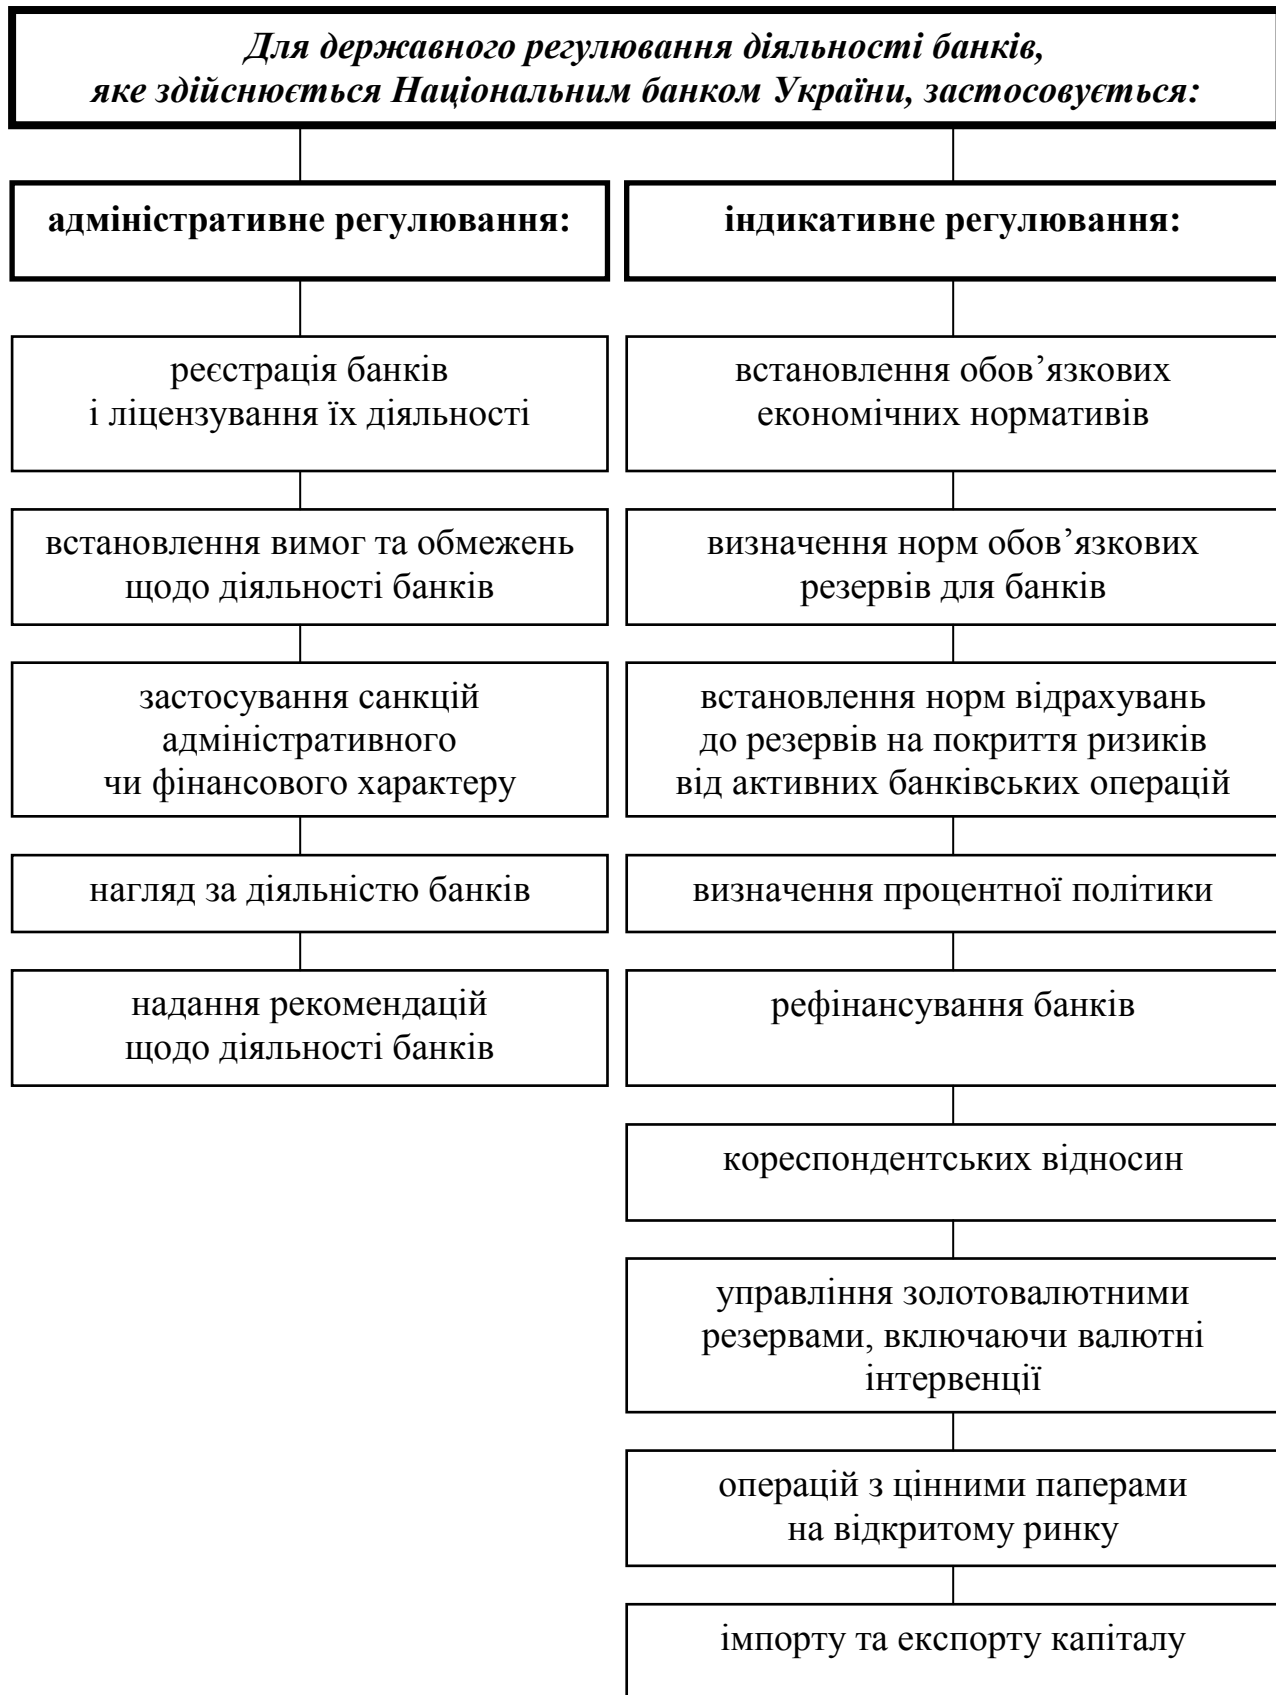 Для державного регулювання діяльності банків,
яке здійснюється Національним банком України, застосовується:
адміністративне регулювання:
реєстрація банків
і ліцензування їх діяльності
встановлення вимог та обмежень
щодо діяльності банків
застосування санкцій
адміністративного
чи фінансового характеру
нагляд за діяльністю банків
надання рекомендацій
щодо діяльності банків
індикативне регулювання:
встановлення обов’язкових
економічних нормативів
визначення норм обов’язкових
резервів для банків
встановлення норм відрахувань
до резервів на покриття ризиків
від активних банківських операцій
визначення процентної політики
рефінансування банків
кореспондентських відносин
управління золотовалютними
резервами, включаючи валютні
інтервенції
операцій з цінними паперами
на відкритому ринку
імпорту та експорту капіталу